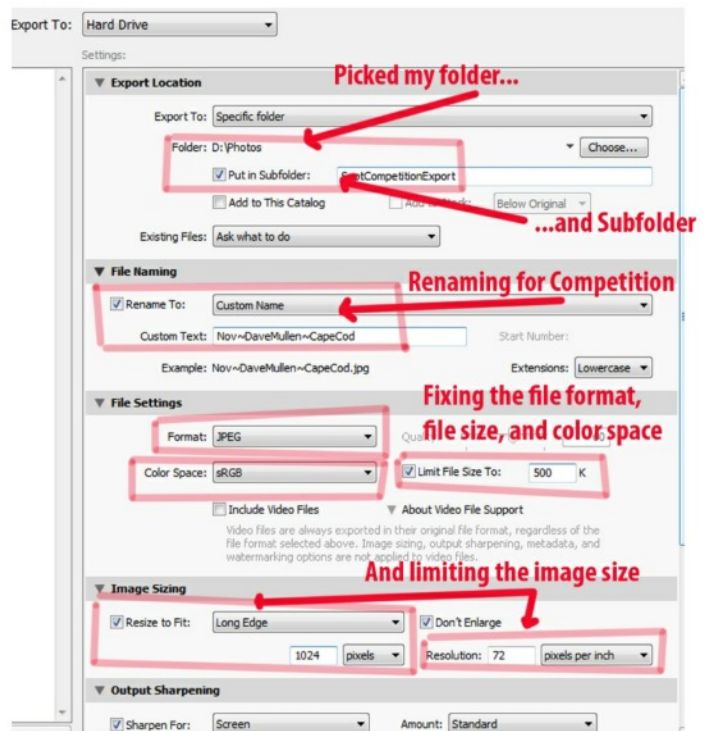 Export To: Hard Drive
Settings:
Export Location
Picked my folder...
Export To: Specific folder
Folder: D:\Photos Choose...
Put in Subfolder: SeptCompetitionExport
Add to This Catalog Add to Stack: Below Original
...and Subfolder
Existing Files: Ask what to do
File Naming
Renaming for Competition
Rename To: Custom Name
Custom Text: Nov~DaveMullen~CapeCod Start Number:
Example: Nov~DaveMullen~CapeCod.jpg Extensions: Lowercase
File Settings
Fixing the file format,
file size, and color space
Format: JPEG
Color Space: sRGB Limit File Size To: 500 K
Include Video Files About Video File Support
Video files are always exported in their original file format, regardless of the
file format selected above. Image sizing, output sharpening, metadata, and
watermarking options are not applied to video files.
And limiting the image size
Image Sizing
Resize to Fit: Long Edge Don't Enlarge
1024 pixels Resolution: 72 pixels per inch
Output Sharpening
Sharpen For: Screen Amount: Standard